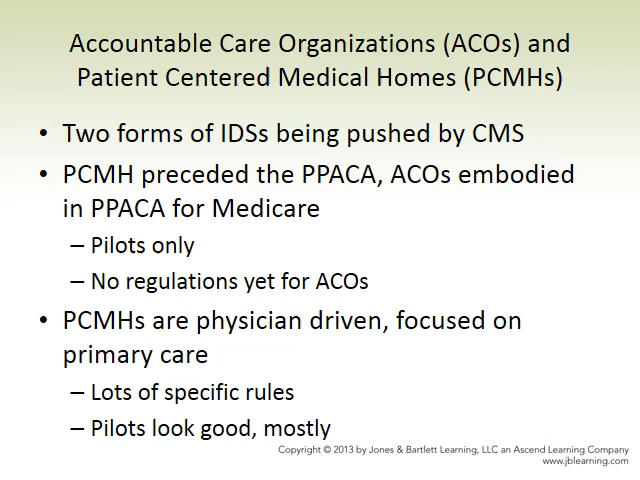 Accountable Care Organizations (ACOs) and
Patient Centered Medical Homes (PCMHs)
• Two forms of IDSs being pushed by CMS
• PCMH preceded the PPACA, ACOs embodied
in PPACA for Medicare
– Pilots only
– No regulations yet for ACOs
• PCMHs are physician driven, focused on
primary care
– Lots of specific rules
– Pilots look good, mostly
Copyright © 2013 by Jones & Bartlett Learning, LLC an Ascend Learning Company
www.jblearning.com